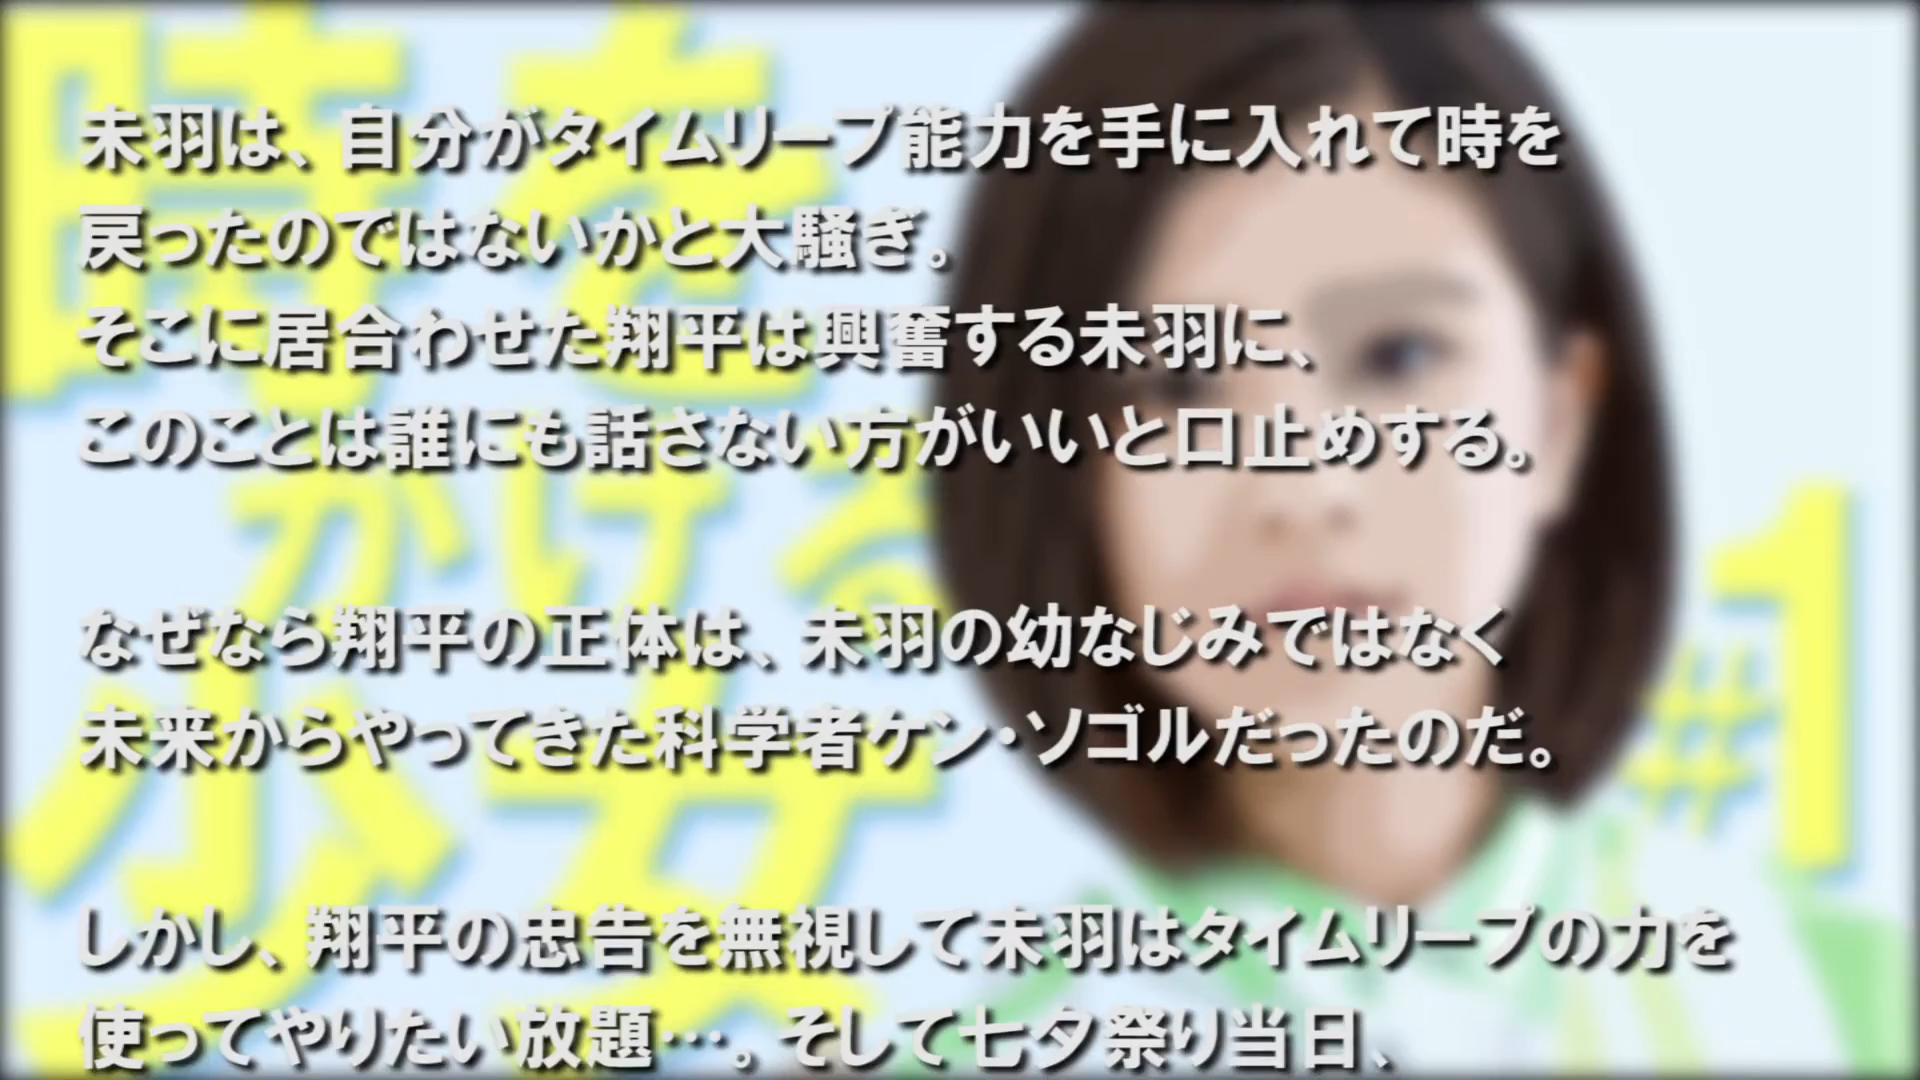 未羽は、自分がタイムリープ能力を手に入れて時を
戻ったのではないかと大騒ぎ。
そこに居合わせた翔平は興奮する未羽に、
このことは誰にも話さない方がいいと口止めする。
なぜなら翔平の正体は、未羽の幼なじみではなく
未来からやってきた科学者ケン・ソゴルだったのだ。
しかし、翔平の忠告を無視して未羽はタイムリープの力を
使ってやりたい放題…。そして七夕祭り当日、
時を
かける
少女
#1